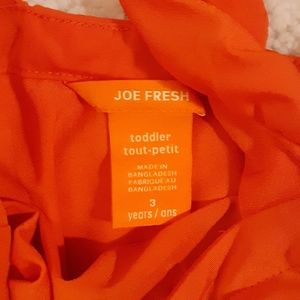 JOE FRESH
toddler
tout-petit
MADE IN
BANGLADESH
FABRIQUÉ AU
BANGLADESH
3
years / ans